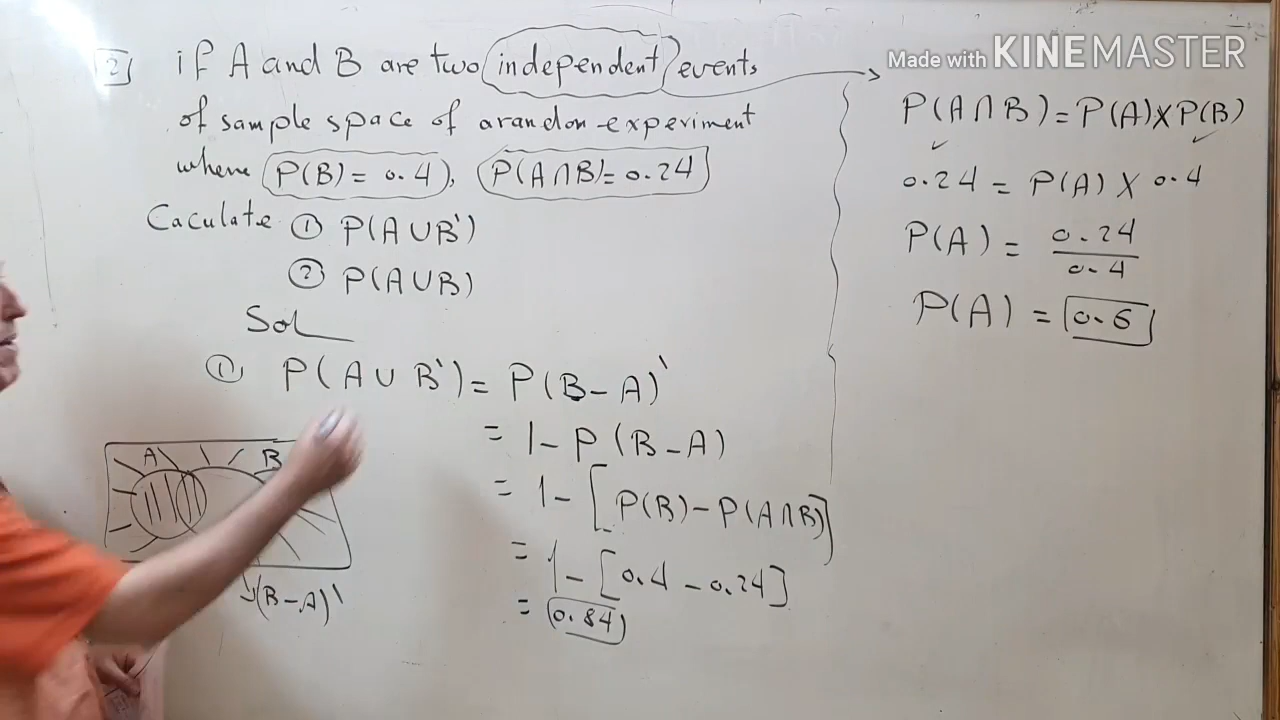 2 if A and B are two independent events
of sample space of arandon experiment
where P(B) = 0.4, P(A∩B) = 0.24
Caculate ① P(A∪B')
② P(A∪B)
Sol
① P(A∪B') = P(B-A)'
= 1 - P(B-A)
= 1 - [P(B) - P(A∩B)]
= 1 - [0.4 - 0.24]
= 0.84
A B
(B-A)'
Made with KINEMASTER
P(A∩B) = P(A)×P(B)
0.24 = P(A) × 0.4
P(A) = 0.24 / 0.4
P(A) = 0.6